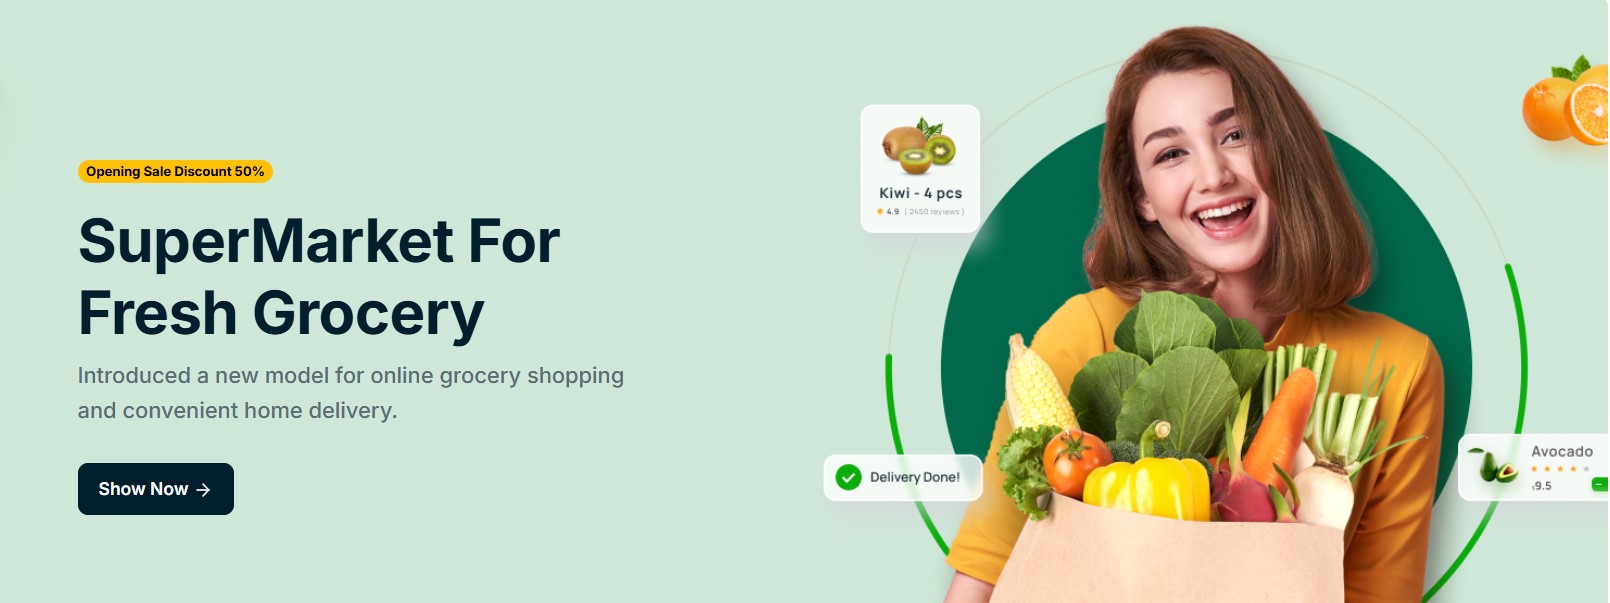 Opening Sale Discount 50%
SuperMarket For
Fresh Grocery
Introduced a new model for online grocery shopping
and convenient home delivery.
Show Now →
Kiwi - 4 pcs
4.9 ( 2450 reviews )
Delivery Done!
Avocado
$9.5